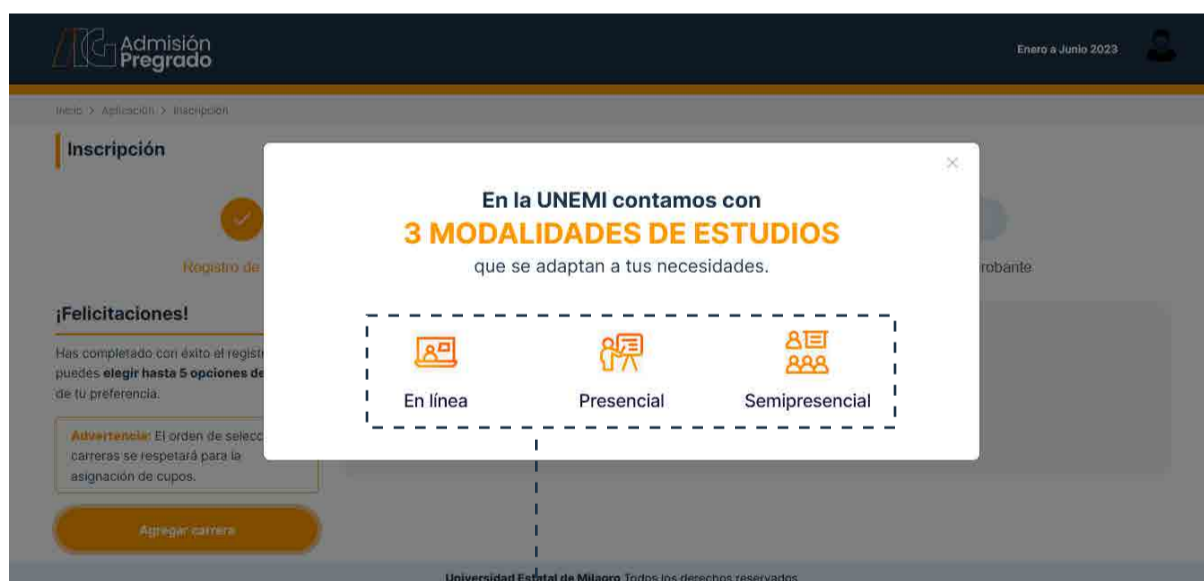 Admisión
Pregrado
Enero a Junio 2023
Inicio > Aplicación > Inscripción
Inscripción
En la UNEMI contamos con
3 MODALIDADES DE ESTUDIOS
que se adaptan a tus necesidades.
Registro de
robante
¡Felicitaciones!
Has completado con éxito el regist
puedes elegir hasta 5 opciones de
de tu preferencia.
En línea
Presencial
Semipresencial
Advertencia: El orden de selecc
carreras se respetará para la
asignación de cupos.
Agregar carrera
Universidad Estatal de Milagro Todos los derechos reservados